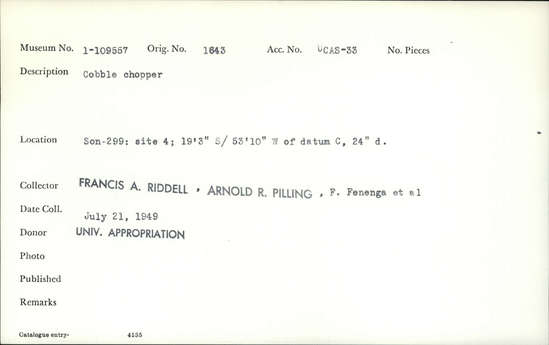 Museum No. 1-109557 Orig. No. 1643 Acc. No. UCAS-33 No. Pieces
Description Cobble chopper
Location Son-299: site 4; 19'3" S/ 53'10" W of datum C, 24" d.
Collector FRANCIS A. RIDDELL , ARNOLD R. PILLING , F. Fenenga et al
Date Coll. July 21, 1949
Donor UNIV. APPROPRIATION
Photo
Published
Remarks
Catalogue entry- 4155